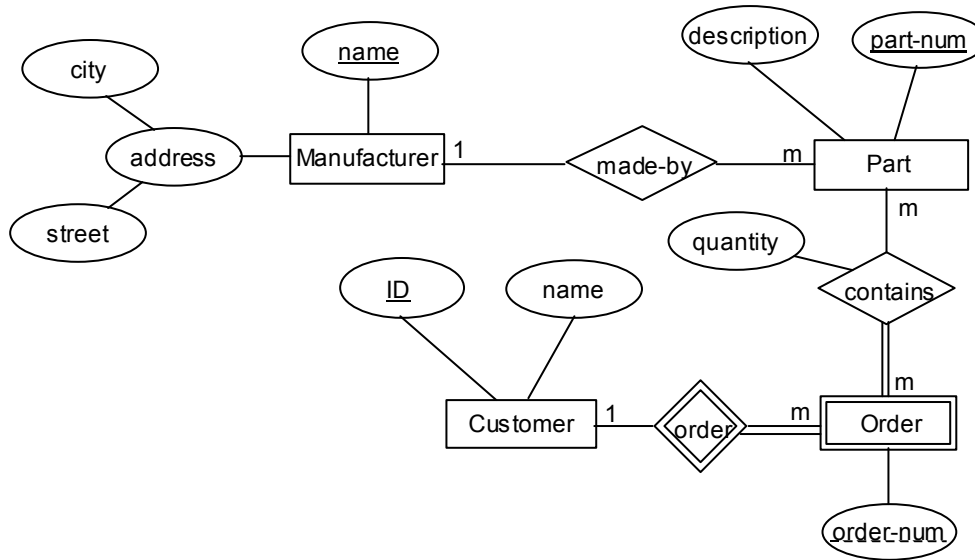 name
description
part-num
city
address
Manufacturer
1
made-by
m
Part
m
street
quantity
ID
name
contains
m
Customer
1
order
m
Order
order-num